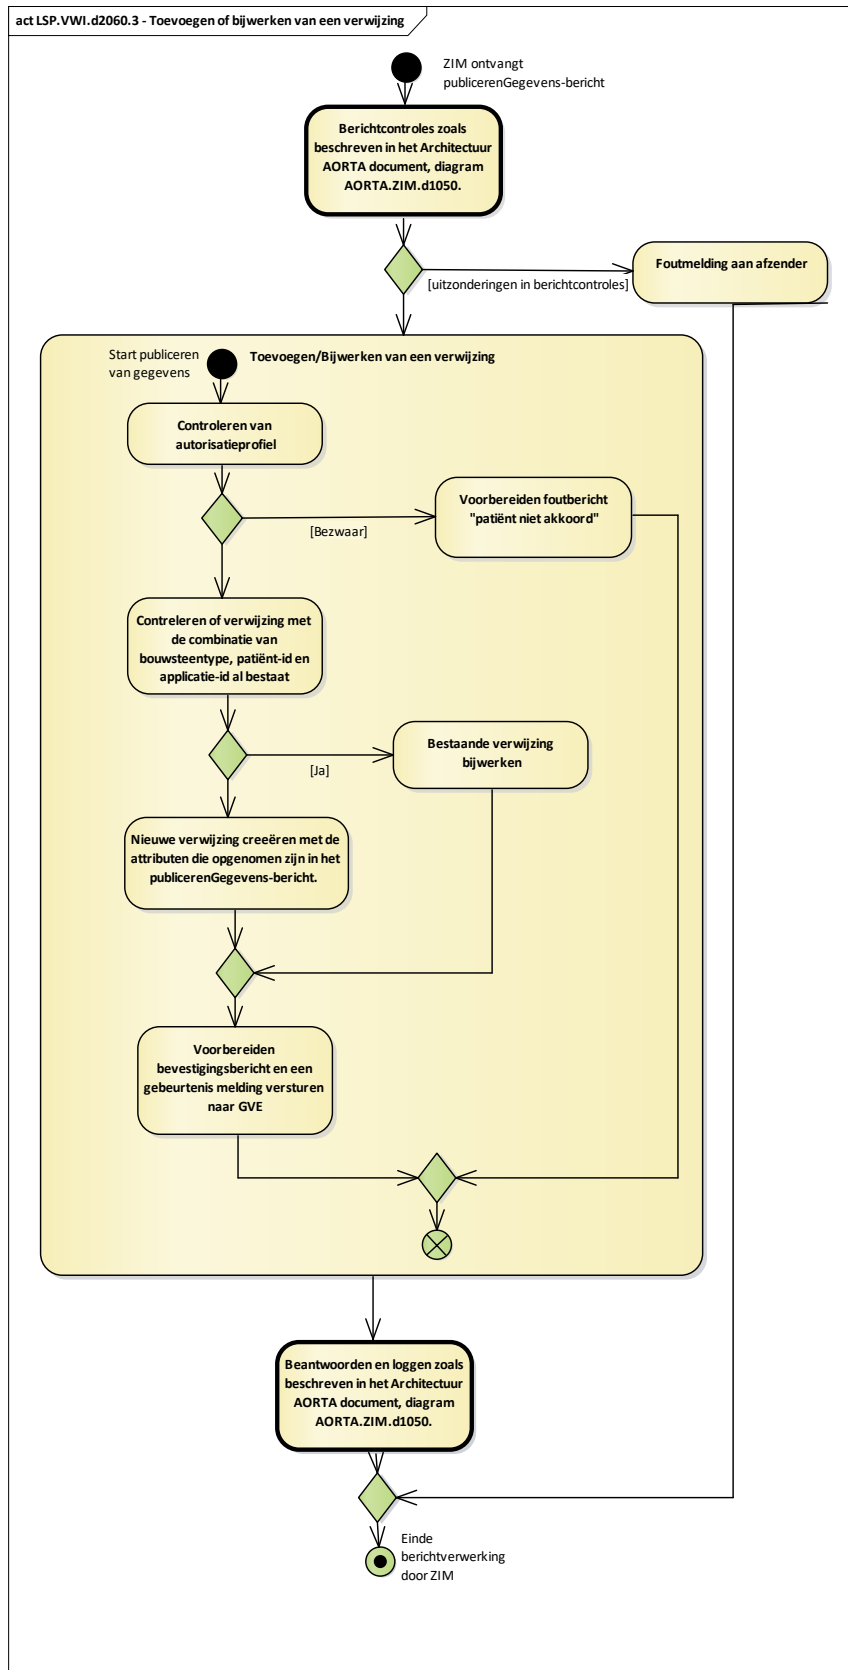 act LSP.VWI.d2060.3 - Toevoegen of bijwerken van een verwijzing
ZIM ontvangt
publicerenGegevens-bericht
Berichtcontroles zoals
beschreven in het Architectuur
AORTA document, diagram
AORTA.ZIM.d1050.
Foutmelding aan afzender
[uitzonderingen in berichtcontroles]
Start publiceren
van gegevens
Toevoegen/Bijwerken van een verwijzing
Controleren van
autorisatieprofiel
Voorbereiden foutbericht
"patiënt niet akkoord"
[Bezwaar]
Contreleren of verwijzing met
de combinatie van
bouwsteentype, patiënt-id en
applicatie-id al bestaat
Bestaande verwijzing
bijwerken
[Ja]
Nieuwe verwijzing creeëren met de
attributen die opgenomen zijn in het
publicerenGegevens-bericht.
Voorbereiden
bevestigingsbericht en een
gebeurtenis melding versturen
naar GVE
Beantwoorden en loggen zoals
beschreven in het Architectuur
AORTA document, diagram
AORTA.ZIM.d1050.
Einde
berichtverwerking
door ZIM